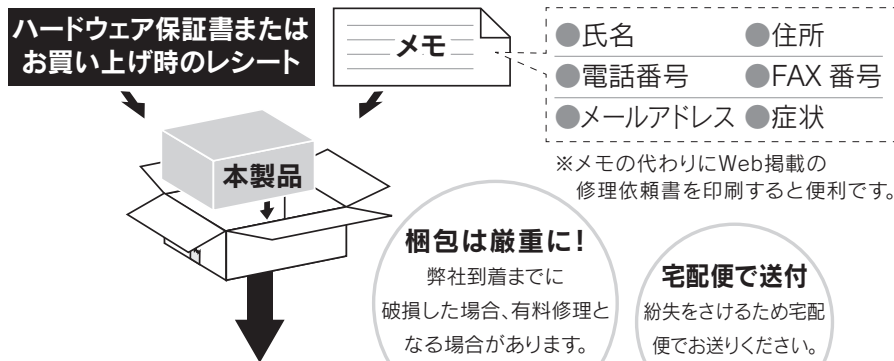 ハードウェア保証書または
お買い上げ時のレシート
メモ
●氏名 ●住所
●電話番号 ●FAX 番号
●メールアドレス ●症状
※メモの代わりにWeb掲載の
修理依頼書を印刷すると便利です。
本製品
梱包は厳重に!
弊社到着までに
破損した場合、有料修理と
なる場合があります。
宅配便で送付
紛失をさけるため宅配
便でお送りください。